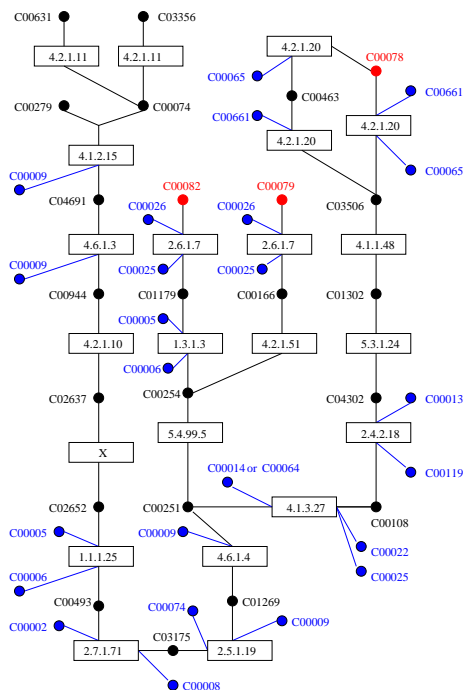 C00631
C03356
4.2.1.11
4.2.1.11
4.2.1.20
C00078
C00065
C00661
C00279
C00074
C00463
C00661
4.2.1.20
4.2.1.20
4.1.2.15
C00009
C00082
C00079
C00065
C04691
C00026
C00026
C03506
4.6.1.3
2.6.1.7
2.6.1.7
4.1.1.48
C00009
C00025
C00025
C00944
C01179
C00166
C01302
C00005
4.2.1.10
1.3.1.3
4.2.1.51
5.3.1.24
C00006
C02637
C00254
C04302
C00013
5.4.99.5
2.4.2.18
X
C00014 or C00064
C00119
C02652
C00251
4.1.3.27
C00108
C00005
C00009
C00022
1.1.1.25
4.6.1.4
C00025
C00006
C00493
C00074
C01269
C00002
C00009
C03175
2.7.1.71
2.5.1.19
C00008